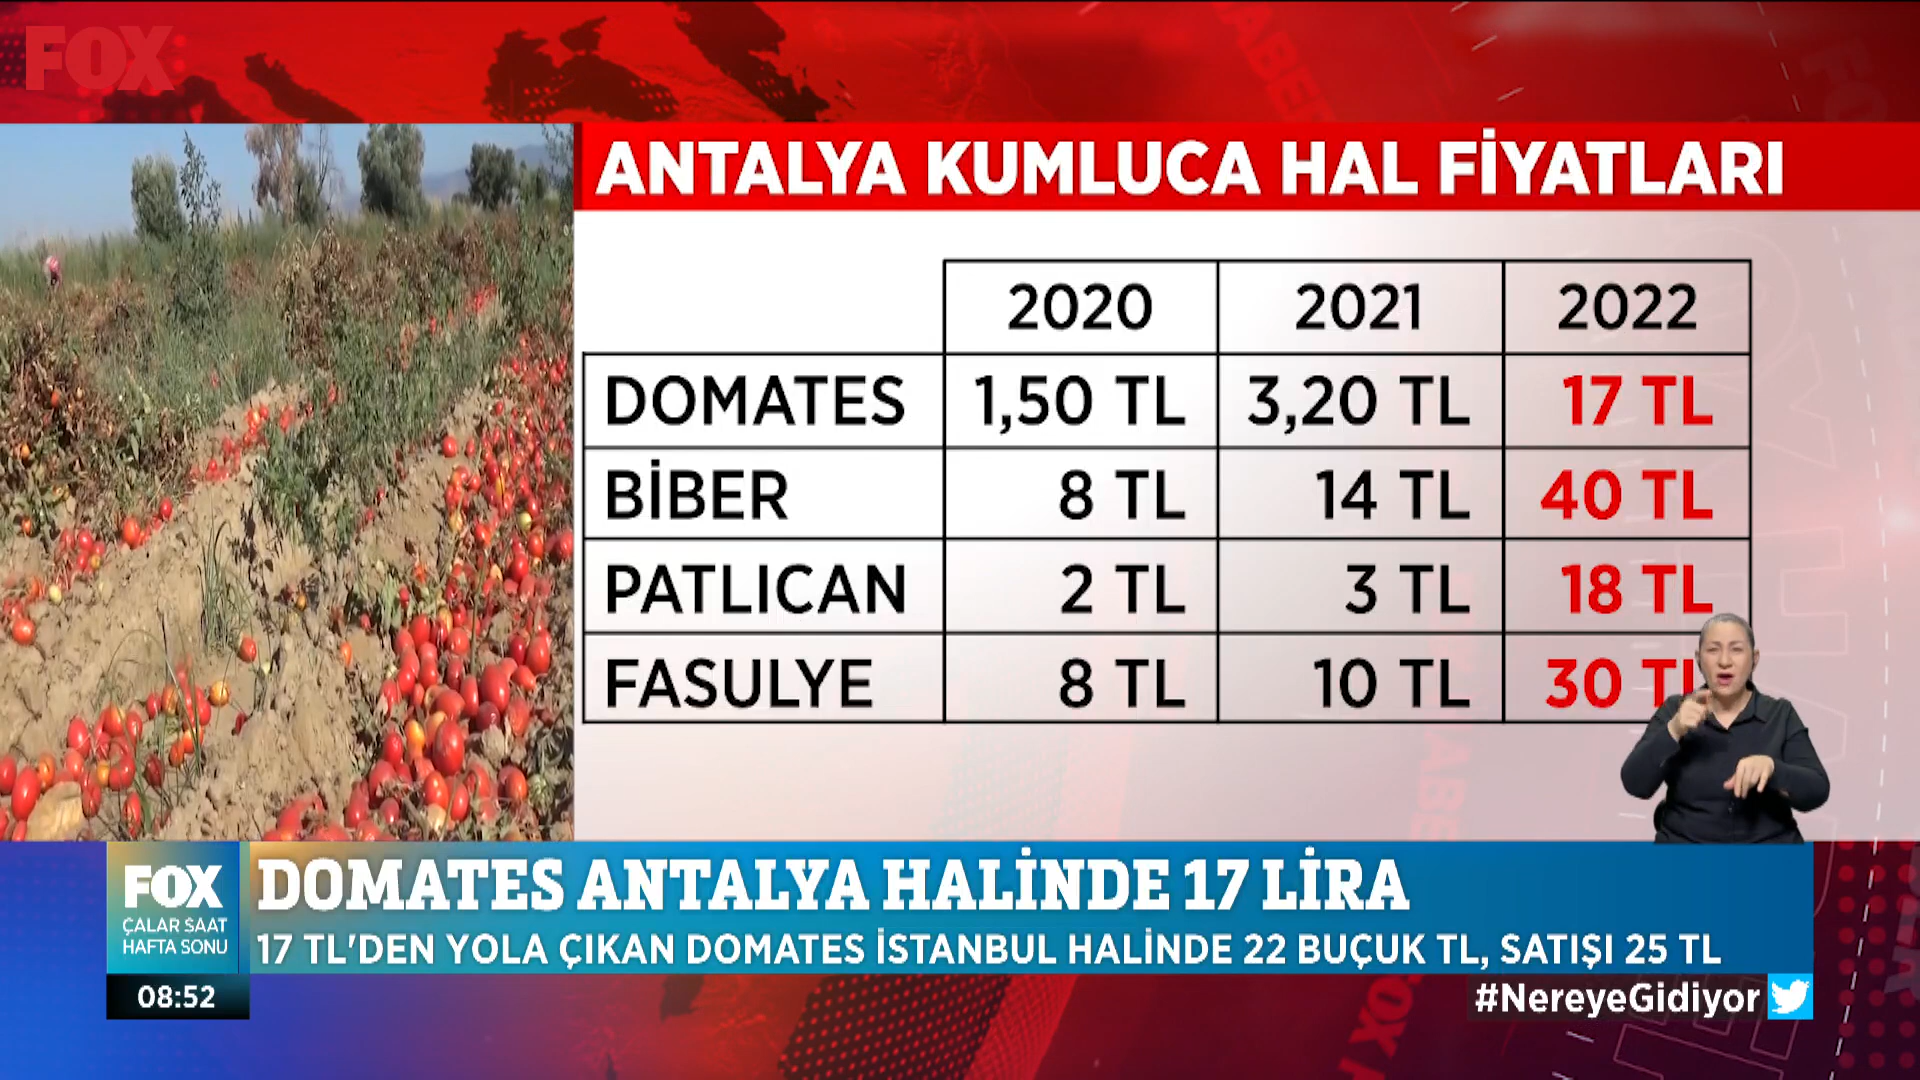 FOX
ANTALYA KUMLUCA HAL FİYATLARI
2020 2021 2022
DOMATES 1,50 TL 3,20 TL 17 TL
BİBER 8 TL 14 TL 40 TL
PATLICAN 2 TL 3 TL 18 TL
FASULYE 8 TL 10 TL 30 TL
FOX
ÇALAR SAAT
HAFTA SONU
DOMATES ANTALYA HALİNDE 17 LİRA
17 TL'DEN YOLA ÇIKAN DOMATES İSTANBUL HALİNDE 22 BUÇUK TL, SATIŞI 25 TL
08:52
#NereyeGidiyor